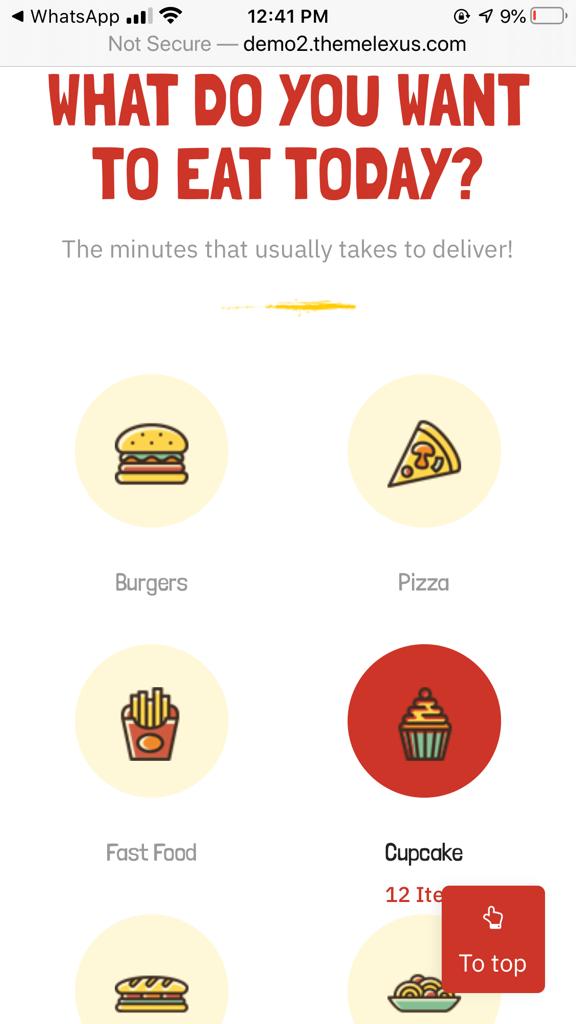 WhatsApp 12:41 PM 9%
Not Secure — demo2.themelexus.com
WHAT DO YOU WANT
TO EAT TODAY?
The minutes that usually takes to deliver!
Burgers Pizza
Fast Food Cupcake
12 Ite
To top